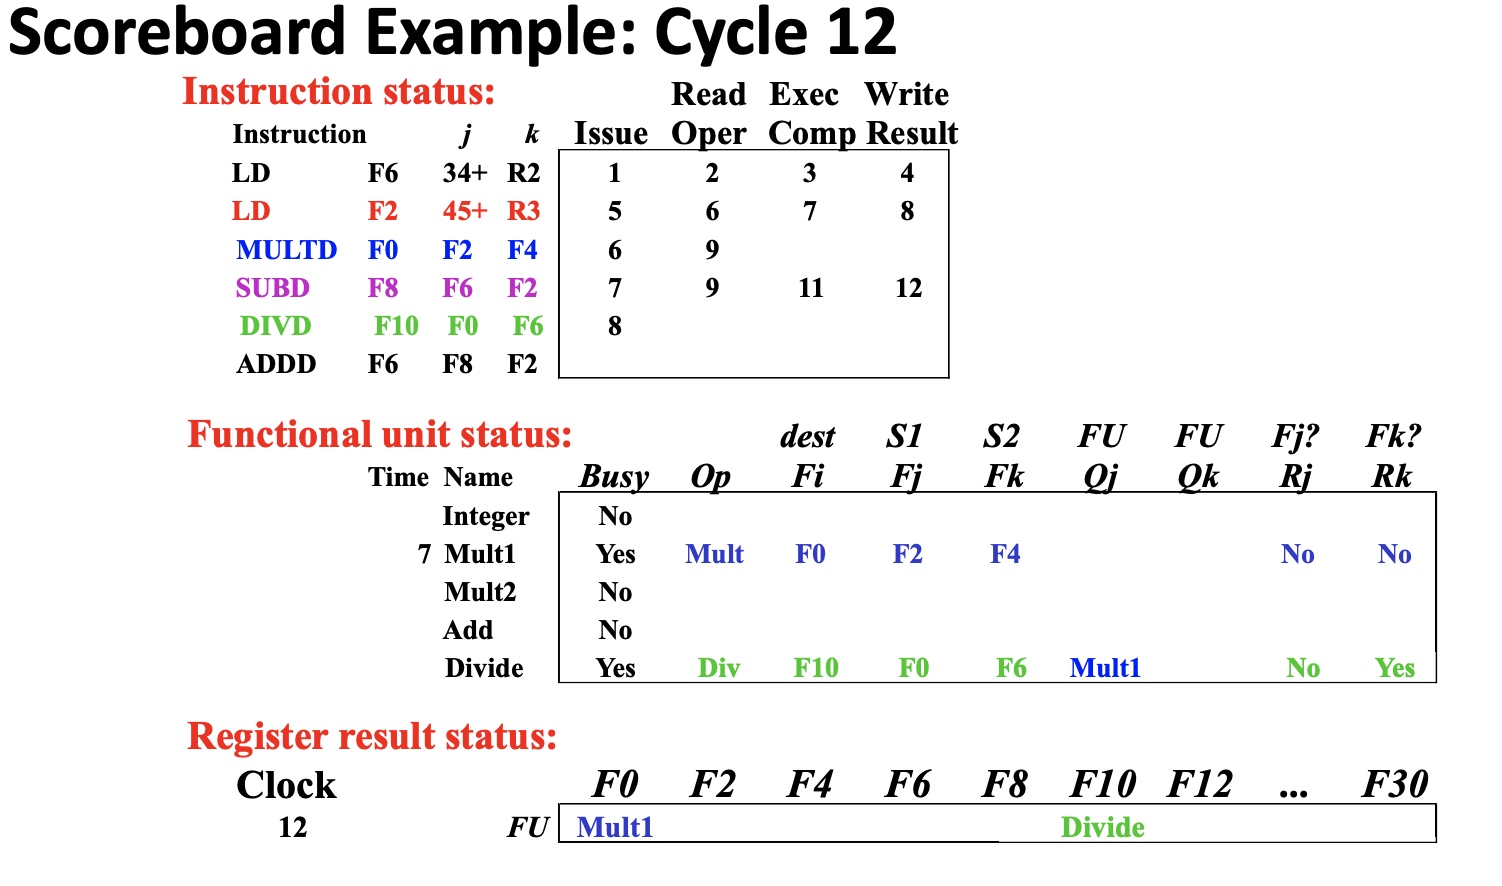 Scoreboard Example: Cycle 12
Instruction status:
Read Exec Write
Instruction j k Issue Oper Comp Result
LD F6 34+ R2 1 2 3 4
LD F2 45+ R3 5 6 7 8
MULTD F0 F2 F4 6 9
SUBD F8 F6 F2 7 9 11 12
DIVD F10 F0 F6 8
ADDD F6 F8 F2
Functional unit status:
dest S1 S2 FU FU Fj? Fk?
Time Name Busy Op Fi Fj Fk Qj Qk Rj Rk
Integer No
7 Mult1 Yes Mult F0 F2 F4 No No
Mult2 No
Add No
Divide Yes Div F10 F0 F6 Mult1 No Yes
Register result status:
Clock F0 F2 F4 F6 F8 F10 F12 ... F30
12 FU Mult1 Divide